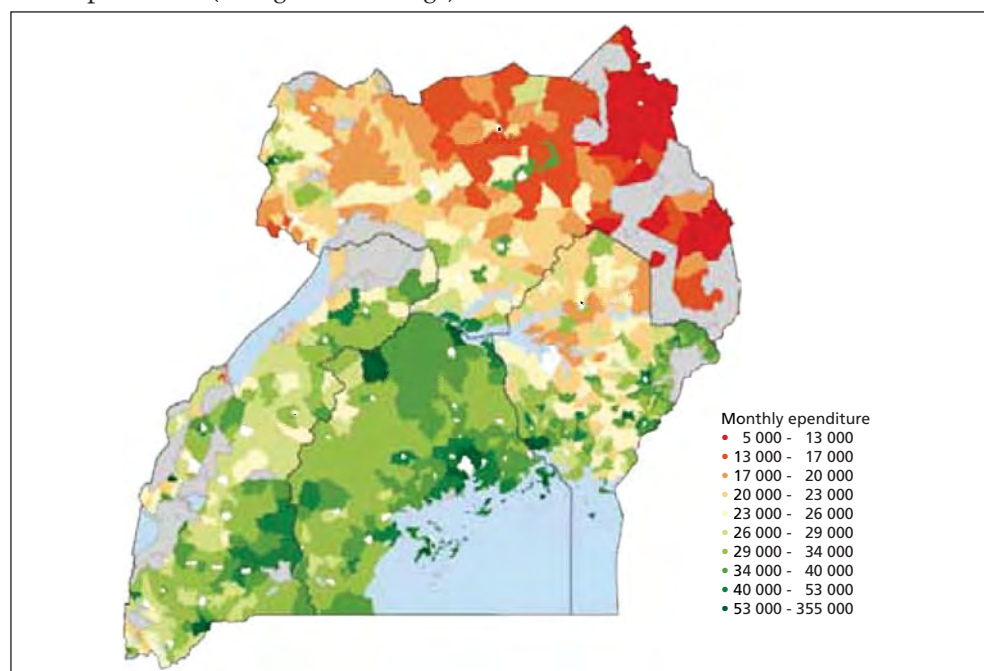 Monthly ependiture
5 000 - 13 000
13 000 - 17 000
17 000 - 20 000
20 000 - 23 000
23 000 - 26 000
26 000 - 29 000
29 000 - 34 000
34 000 - 40 000
40 000 - 53 000
53 000 - 355 000